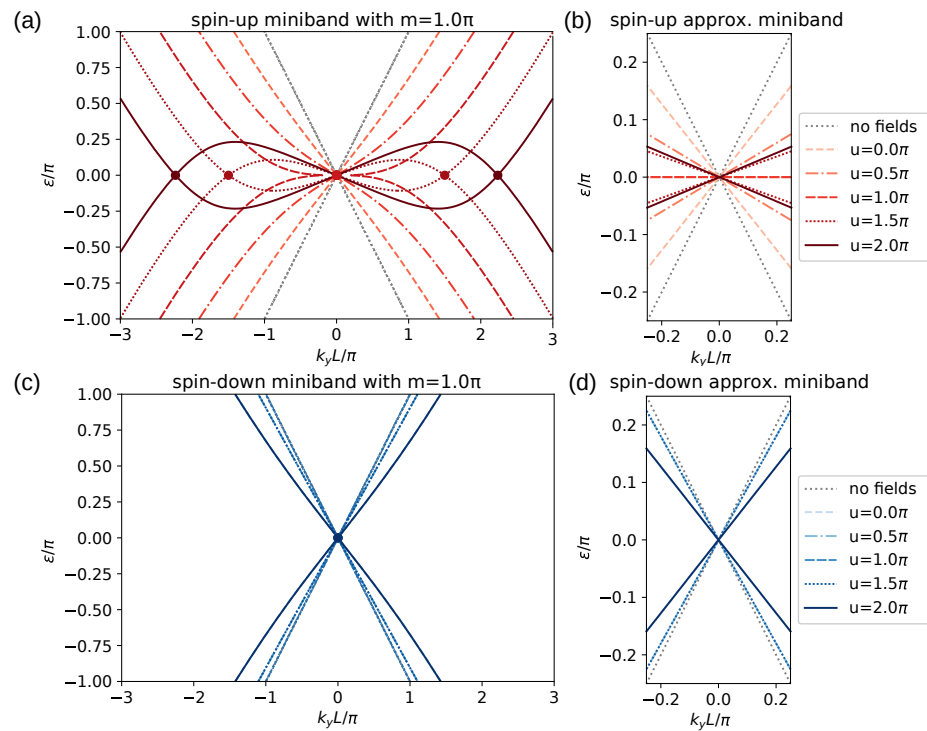 (a)
spin-up miniband with m=1.0π
1.00
0.75
0.50
0.25
0.00
−0.25
−0.50
−0.75
−1.00
ε/π
−3
−2
−1
0
1
2
3
k_yL/π
(b)
spin-up approx. miniband
0.2
0.1
0.0
−0.1
−0.2
ε/π
−0.2
0.0
0.2
k_yL/π
no fields
u=0.0π
u=0.5π
u=1.0π
u=1.5π
u=2.0π
(c)
spin-down miniband with m=1.0π
1.00
0.75
0.50
0.25
0.00
−0.25
−0.50
−0.75
−1.00
ε/π
−3
−2
−1
0
1
2
3
k_yL/π
(d)
spin-down approx. miniband
0.2
0.1
0.0
−0.1
−0.2
ε/π
−0.2
0.0
0.2
k_yL/π
no fields
u=0.0π
u=0.5π
u=1.0π
u=1.5π
u=2.0π